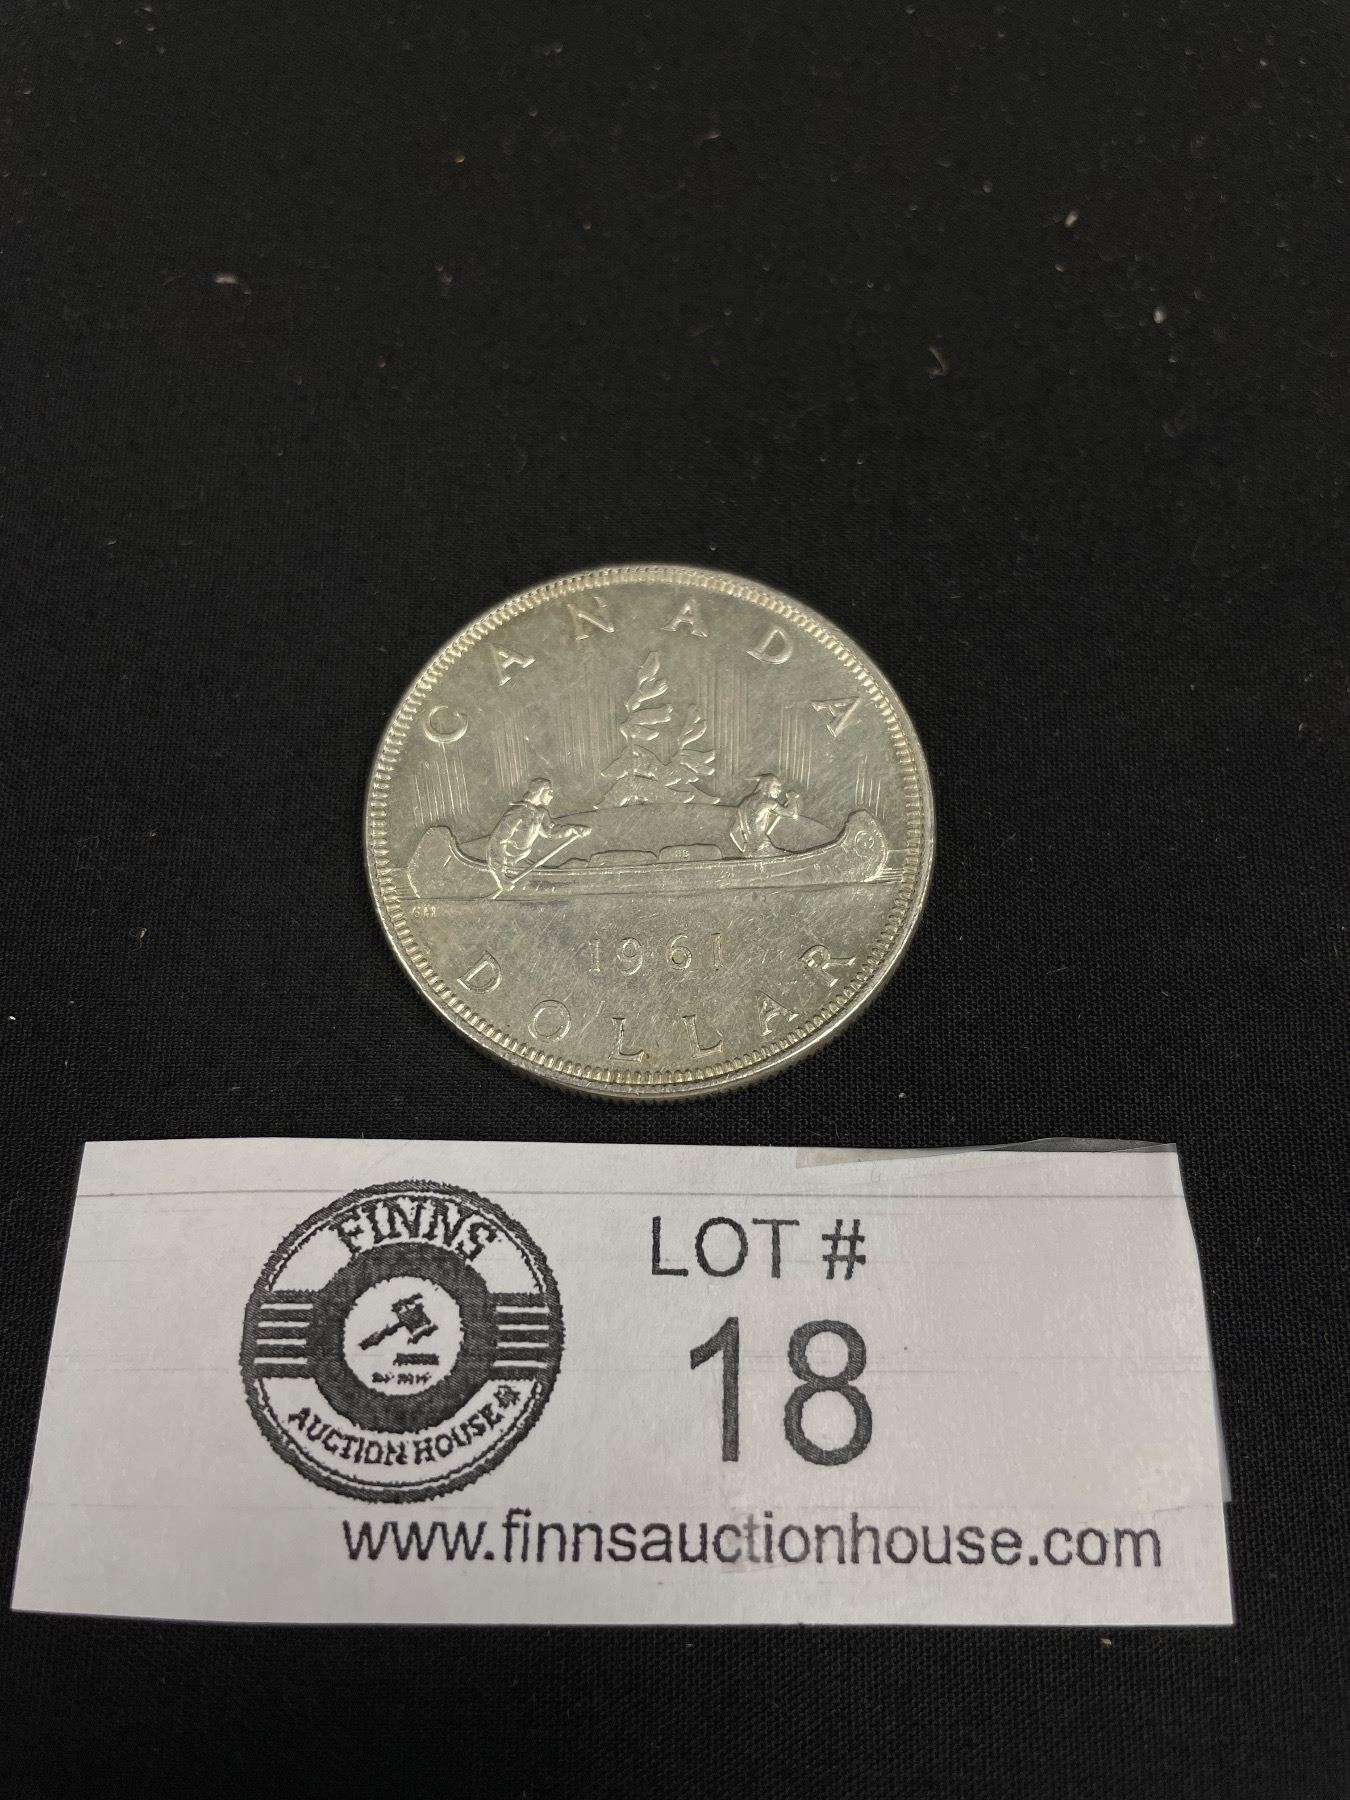 CANADA
1961
DOLLAR
FINNS
AUCTION HOUSE
LOT #
18
www.finnsauctionhouse.com